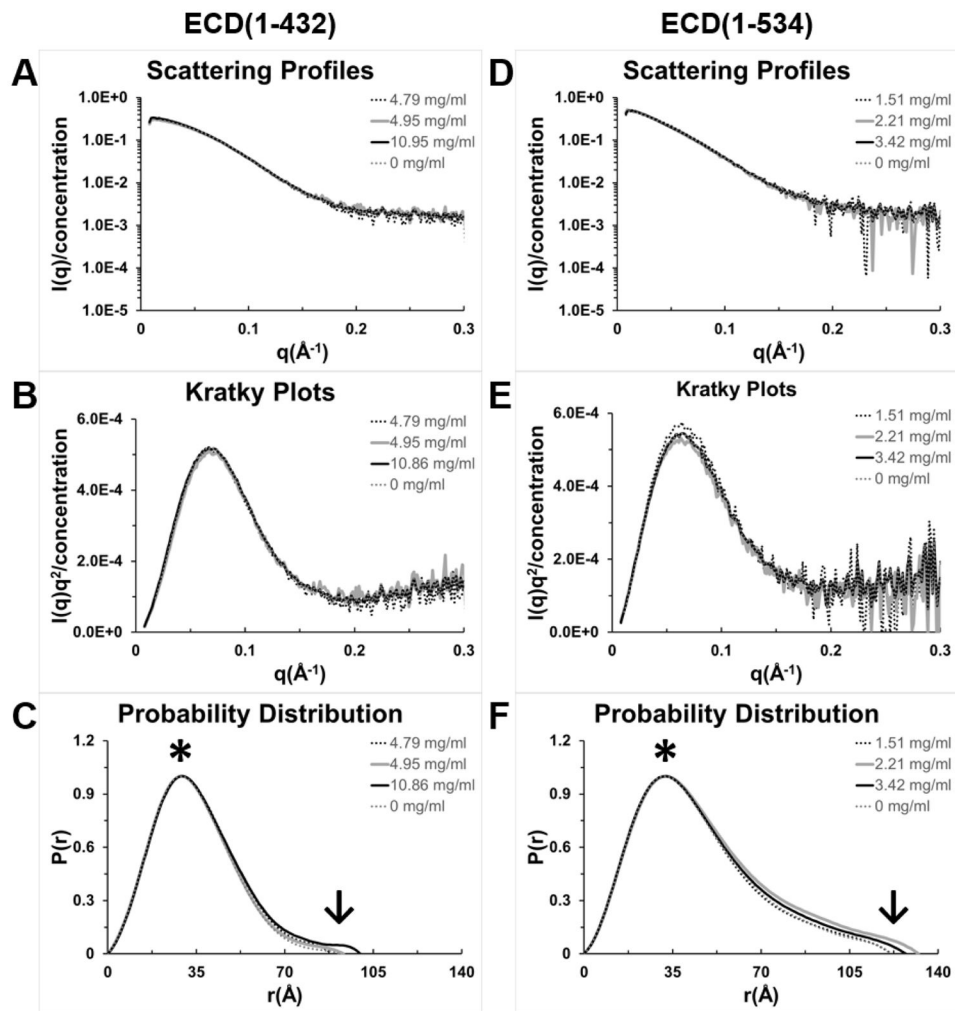 ECD(1-432)
ECD(1-534)
A
Scattering Profiles
1.0E+0
1.0E-1
1.0E-2
1.0E-3
1.0E-4
1.0E-5
I(q)/concentration
4.79 mg/ml
4.95 mg/ml
10.95 mg/ml
0 mg/ml
0
0.1
0.2
0.3
q(Å⁻¹)
D
Scattering Profiles
1.0E+0
1.0E-1
1.0E-2
1.0E-3
1.0E-4
1.0E-5
I(q)/concentration
1.51 mg/ml
2.21 mg/ml
3.42 mg/ml
0 mg/ml
0
0.1
0.2
0.3
q(Å⁻¹)
B
Kratky Plots
6.0E-4
4.0E-4
2.0E-4
0.0E+0
I(q)q²/concentration
4.79 mg/ml
4.95 mg/ml
10.86 mg/ml
0 mg/ml
0
0.1
0.2
0.3
q(Å⁻¹)
E
Kratky Plots
6.0E-4
4.0E-4
2.0E-4
0.0E+0
I(q)q²/concentration
1.51 mg/ml
2.21 mg/ml
3.42 mg/ml
0 mg/ml
0
0.1
0.2
0.3
q(Å⁻¹)
C
Probability Distribution
1.2
0.9
0.6
0.3
0
P(r)
*
4.79 mg/ml
4.95 mg/ml
10.86 mg/ml
0 mg/ml
0
35
70
105
140
r(Å)
F
Probability Distribution
1.2
0.9
0.6
0.3
0
P(r)
*
1.51 mg/ml
2.21 mg/ml
3.42 mg/ml
0 mg/ml
0
35
70
105
140
r(Å)